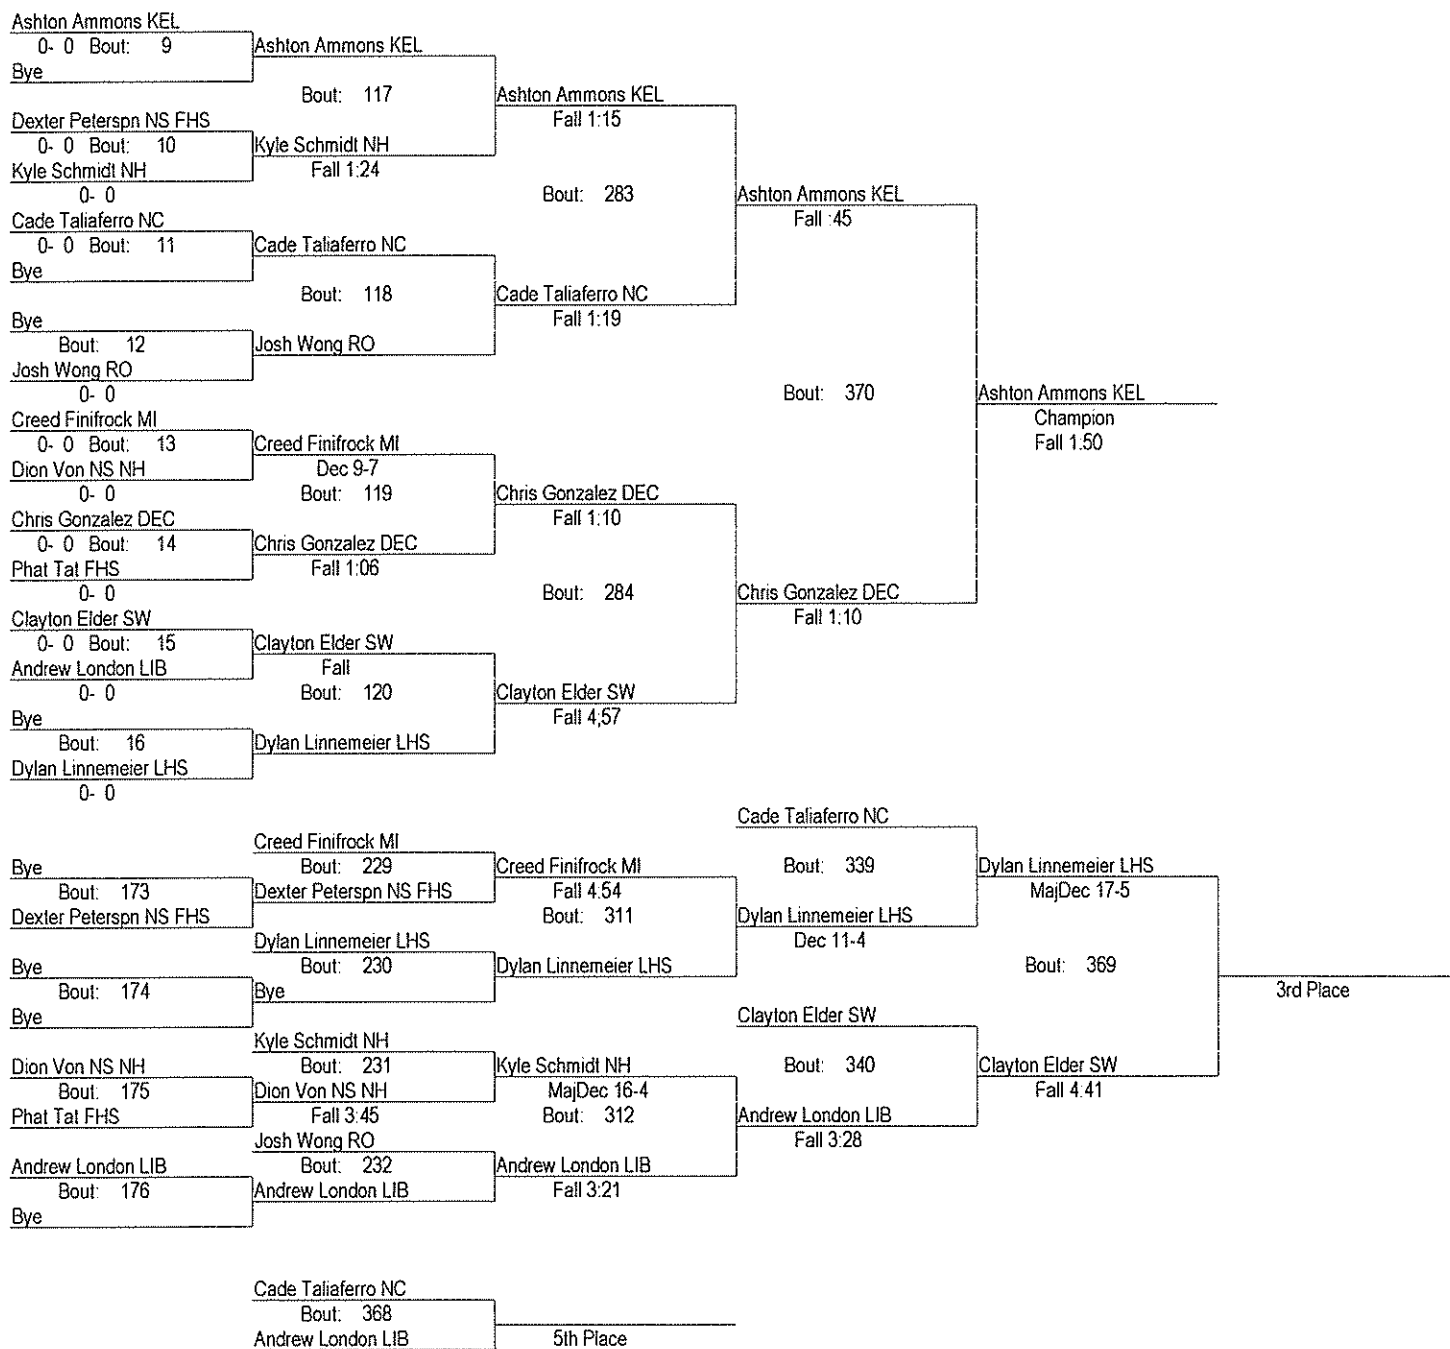 Ashton Ammons KEL
0- 0 Bout: 9
Bye
Dexter Peterspn NS FHS
0- 0 Bout: 10
Kyle Schmidt NH
0- 0
Cade Taliaferro NC
0- 0 Bout: 11
Bye
Bye
Bout: 12
Josh Wong RO
0- 0
Creed Finifrock MI
0- 0 Bout: 13
Dion Von NS NH
0- 0
Chris Gonzalez DEC
0- 0 Bout: 14
Phat Tat FHS
0- 0
Clayton Elder SW
0- 0 Bout: 15
Andrew London LIB
0- 0
Bye
Bout: 16
Dylan Linnemeier LHS
0- 0
Ashton Ammons KEL
Bout: 117
Kyle Schmidt NH
Fall 1:24
Cade Taliaferro NC
Bout: 118
Josh Wong RO
Creed Finifrock MI
Dec 9-7
Bout: 119
Chris Gonzalez DEC
Fall 1:06
Clayton Elder SW
Fall
Bout: 120
Dylan Linnemeier LHS
Ashton Ammons KEL
Fall 1:15
Bout: 283
Cade Taliaferro NC
Fall 1:19
Chris Gonzalez DEC
Fall 1:10
Bout: 284
Clayton Elder SW
Fall 4;57
Ashton Ammons KEL
Fall :45
Bout: 370
Chris Gonzalez DEC
Fall 1:10
Ashton Ammons KEL
Champion
Fall 1:50
Bye
Bout: 173
Dexter Peterspn NS FHS
Bye
Bout: 174
Bye
Dion Von NS NH
Bout: 175
Phat Tat FHS
Andrew London LIB
Bout: 176
Bye
Creed Finifrock MI
Bout: 229
Dexter Peterspn NS FHS
Dylan Linnemeier LHS
Bout: 230
Bye
Kyle Schmidt NH
Bout: 231
Dion Von NS NH
Fall 3:45
Josh Wong RO
Bout: 232
Andrew London LIB
Creed Finifrock MI
Fall 4:54
Bout: 311
Dylan Linnemeier LHS
Kyle Schmidt NH
MajDec 16-4
Bout: 312
Andrew London LIB
Fall 3:21
Cade Taliaferro NC
Bout: 339
Dylan Linnemeier LHS
Dec 11-4
Clayton Elder SW
Bout: 340
Andrew London LIB
Fall 3:28
Dylan Linnemeier LHS
MajDec 17-5
Bout: 369
Clayton Elder SW
Fall 4:41
3rd Place
Cade Taliaferro NC
Bout: 368
Andrew London LIB
5th Place